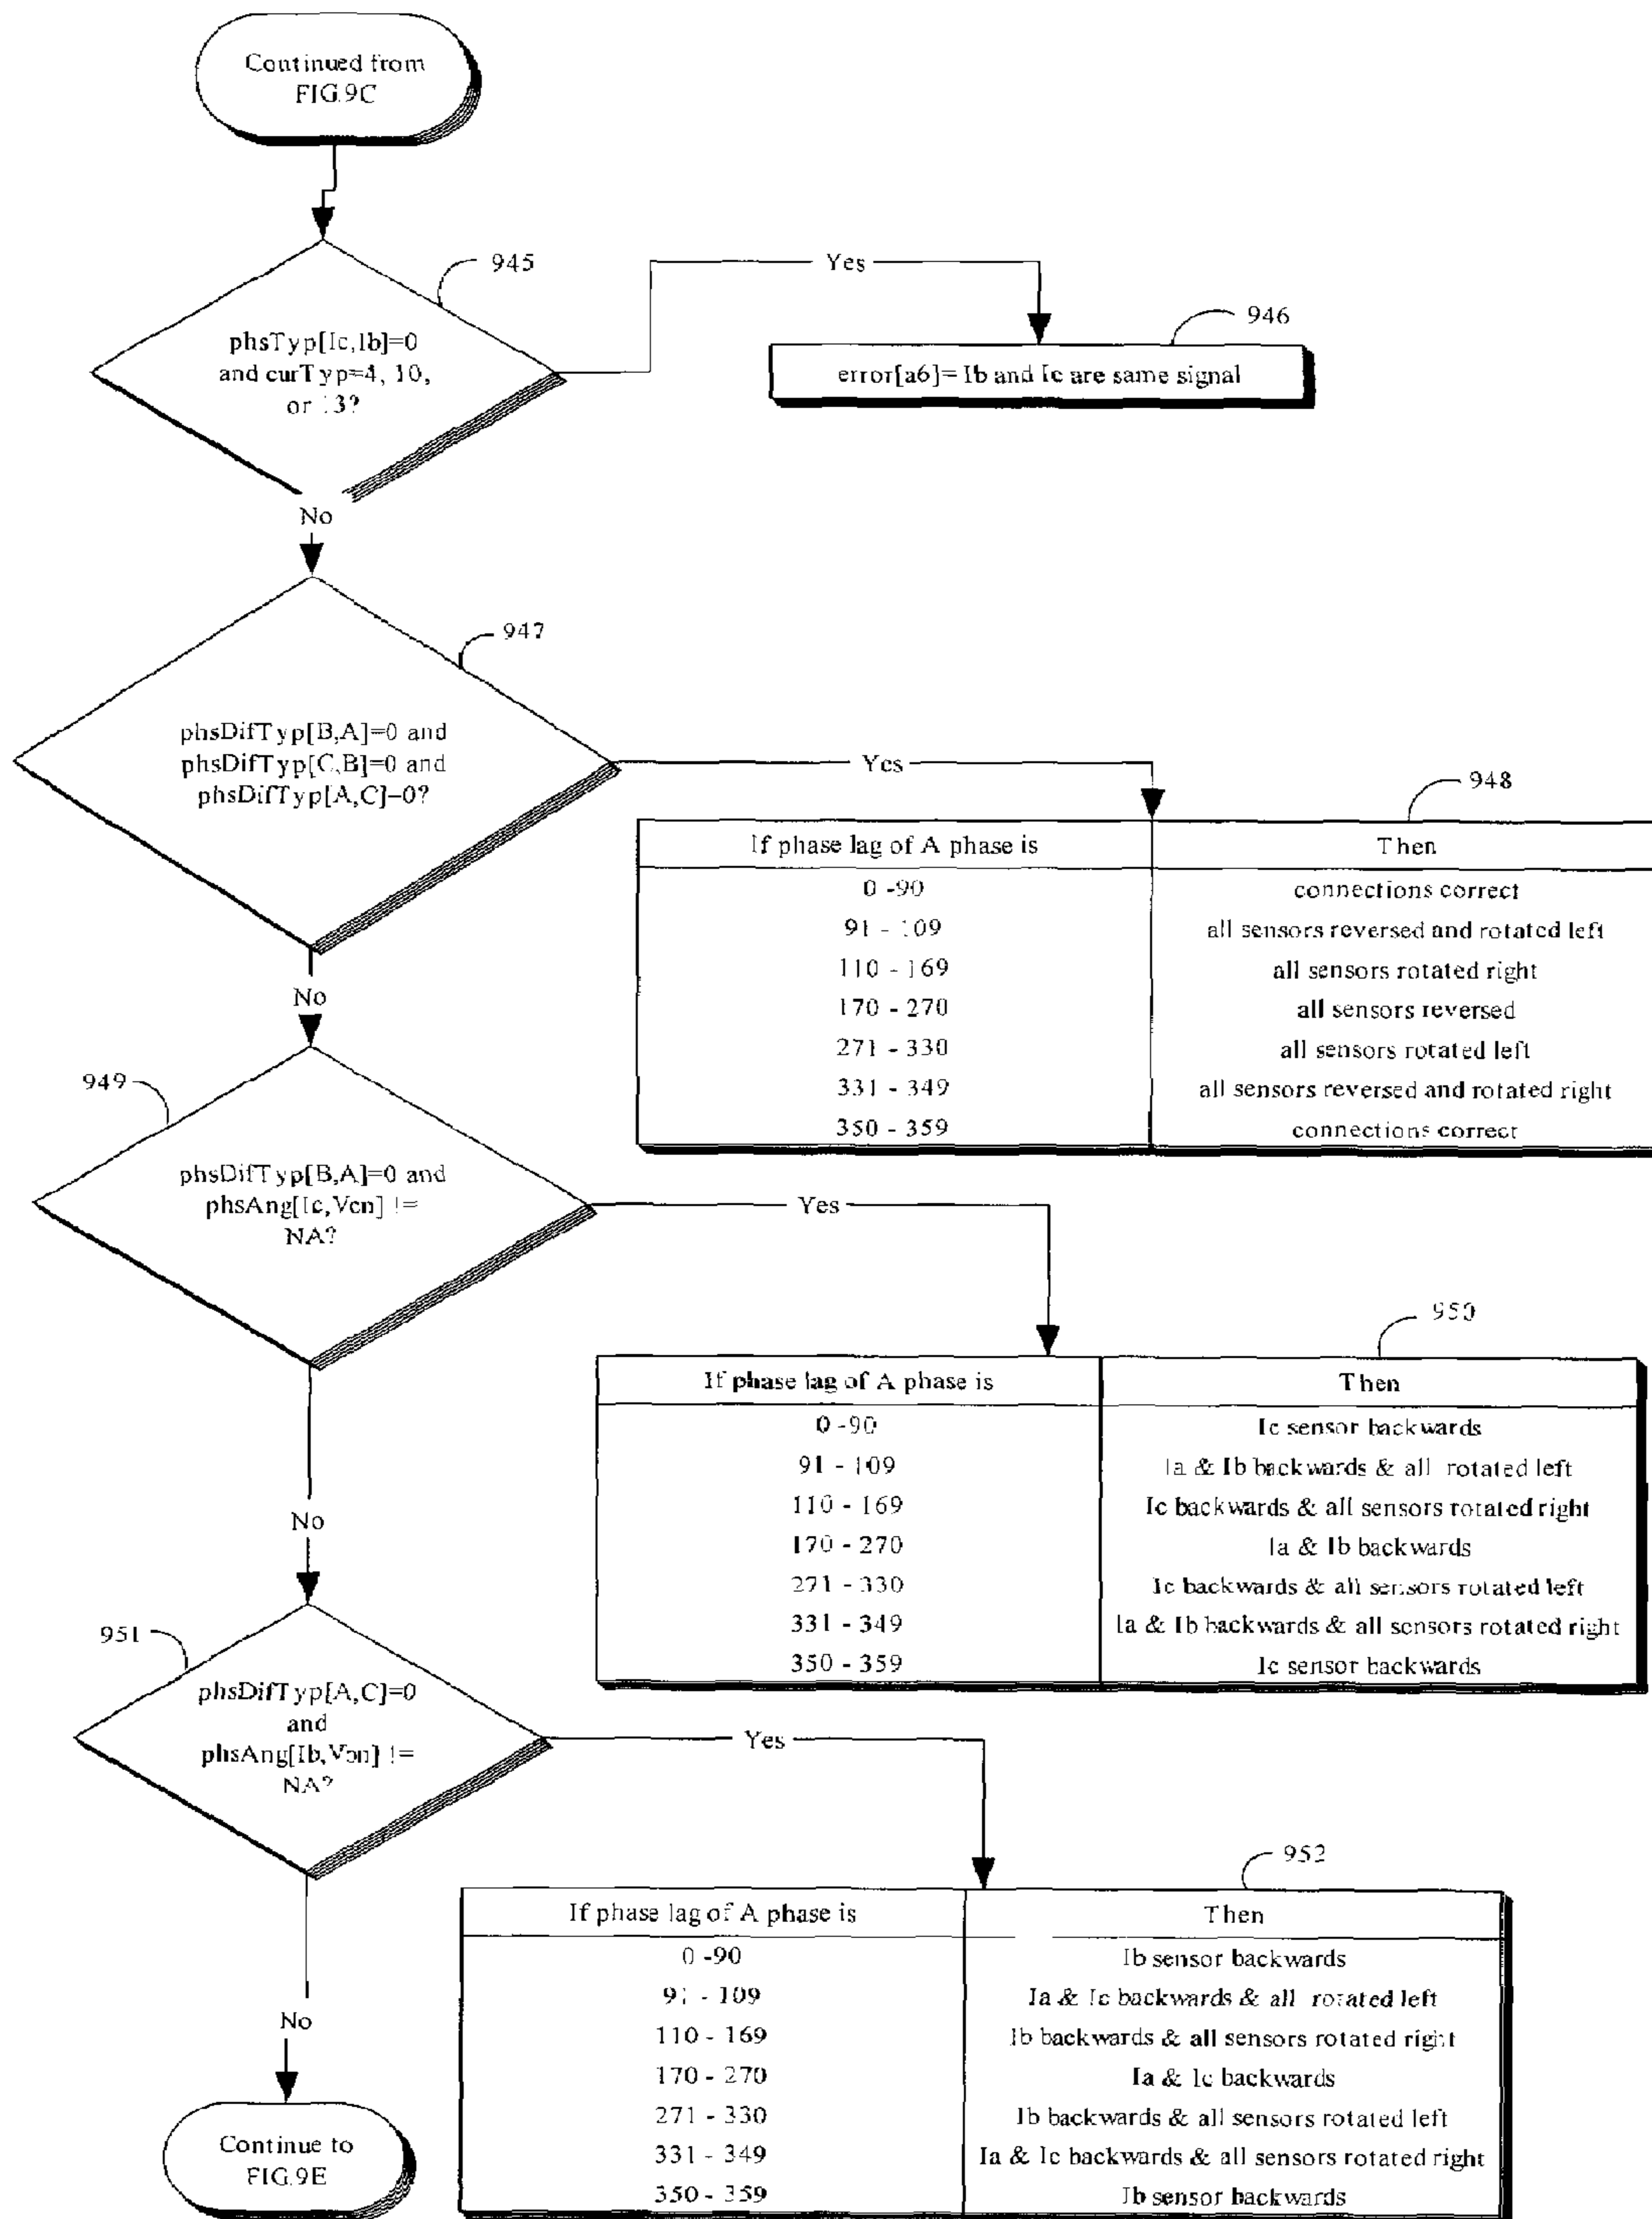 Continued from
FIG.9C
945
Yes
phsTyp[Ic,Ib]=0
and curTyp=4, 10,
or 13?
946
error[a6]= Ib and Ic are same signal
No
947
phsDifTyp[B,A]=0 and
phsDifTyp[C,B]=0 and
phsDifTyp[A,C]=0?
Yes
948
If phase lag of A phase is Then
0 -90 connections correct
91 - 109 all sensors reversed and rotated left
110 - 169 all sensors rotated right
170 - 270 all sensors reversed
271 - 330 all sensors rotated left
331 - 349 all sensors reversed and rotated right
350 - 359 connections correct
No
949
phsDifTyp[B,A]=0 and
phsAng[Ic,Vcn] !=
NA?
Yes
950
If phase lag of A phase is Then
0 -90 Ic sensor backwards
91 - 109 Ia & Ib backwards & all rotated left
110 - 169 Ic backwards & all sensors rotated right
170 - 270 Ia & Ib backwards
271 - 330 Ic backwards & all sensors rotated left
331 - 349 Ia & Ib backwards & all sensors rotated right
350 - 359 Ic sensor backwards
No
951
phsDifTyp[A,C]=0
and
phsAng[Ib,Vbn] !=
NA?
Yes
952
If phase lag of A phase is Then
0 -90 Ib sensor backwards
91 - 109 Ia & Ic backwards & all rotated left
110 - 169 Ib backwards & all sensors rotated right
170 - 270 Ia & Ic backwards
271 - 330 Ib backwards & all sensors rotated left
331 - 349 Ia & Ic backwards & all sensors rotated right
350 - 359 Ib sensor backwards
No
Continue to
FIG.9E